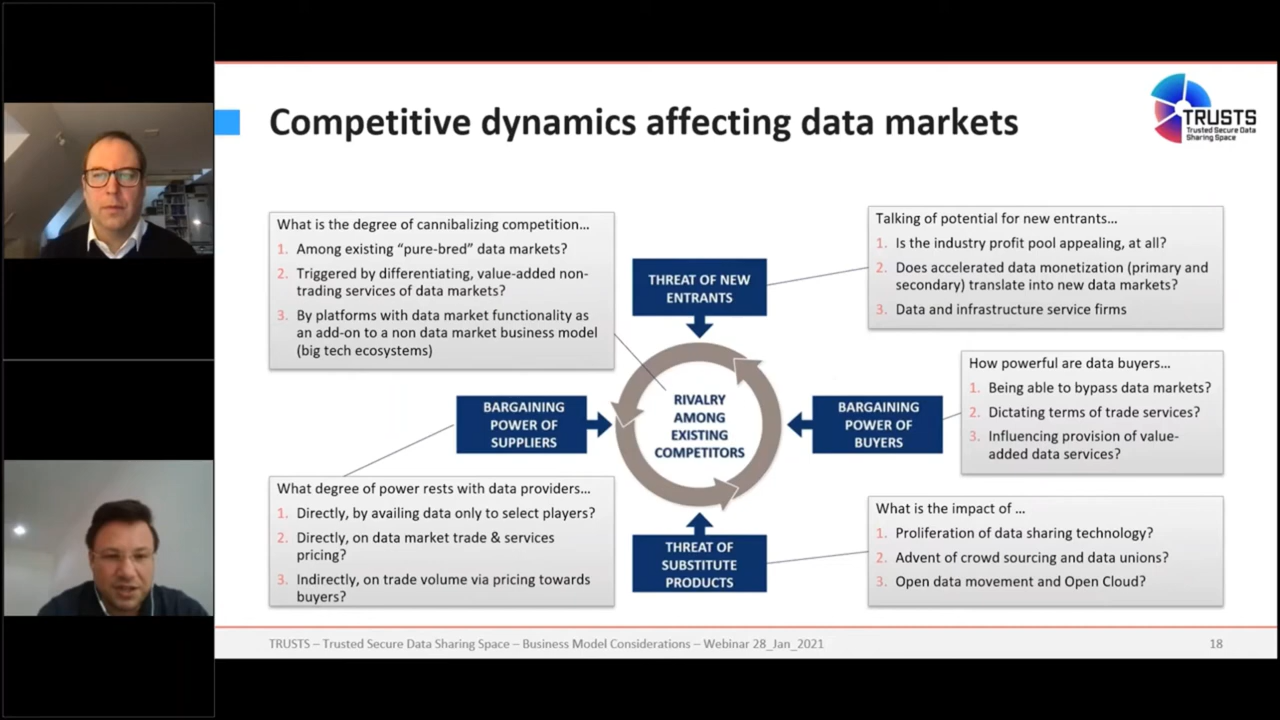 Competitive dynamics affecting data markets
TRUSTS
Trusted Secure Data
Sharing Space
What is the degree of cannibalizing competition…
1. Among existing “pure-bred” data markets?
2. Triggered by differentiating, value-added non-
trading services of data markets?
3. By platforms with data market functionality as
an add-on to a non data market business model
(big tech ecosystems)
THREAT OF NEW
ENTRANTS
Talking of potential for new entrants…
1. Is the industry profit pool appealing, at all?
2. Does accelerated data monetization (primary and
secondary) translate into new data markets?
3. Data and infrastructure service firms
BARGAINING
POWER OF
SUPPLIERS
RIVALRY
AMONG
EXISTING
COMPETITORS
BARGAINING
POWER OF
BUYERS
How powerful are data buyers…
1. Being able to bypass data markets?
2. Dictating terms of trade services?
3. Influencing provision of value-
added data services?
What degree of power rests with data providers…
1. Directly, by availing data only to select players?
2. Directly, on data market trade & services
pricing?
3. Indirectly, on trade volume via pricing towards
buyers?
THREAT OF
SUBSTITUTE
PRODUCTS
What is the impact of …
1. Proliferation of data sharing technology?
2. Advent of crowd sourcing and data unions?
3. Open data movement and Open Cloud?
TRUSTS – Trusted Secure Data Sharing Space – Business Model Considerations – Webinar 28_Jan_2021
18